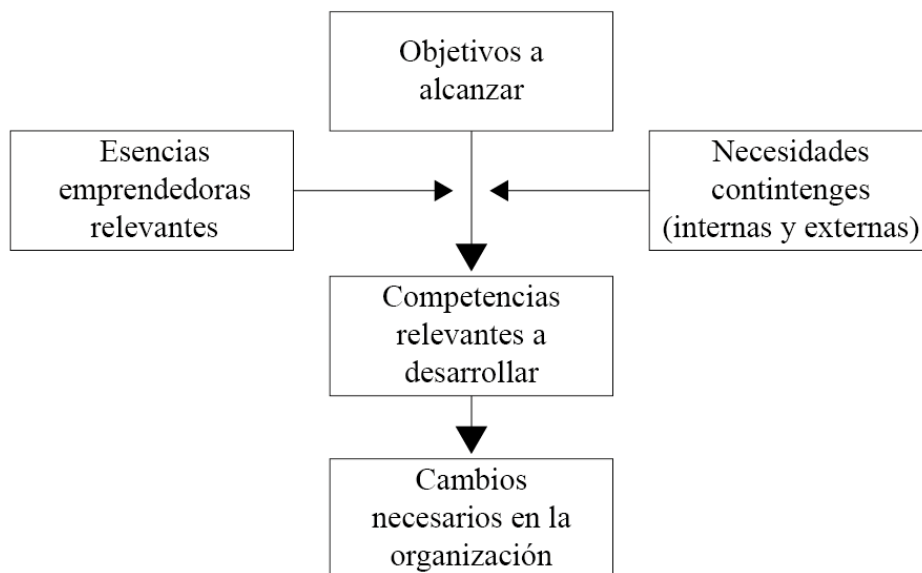 Objetivos a
alcanzar
Esencias
emprendedoras
relevantes
Necesidades
contintenges
(internas y externas)
Competencias
relevantes a
desarrollar
Cambios
necesarios en la
organización